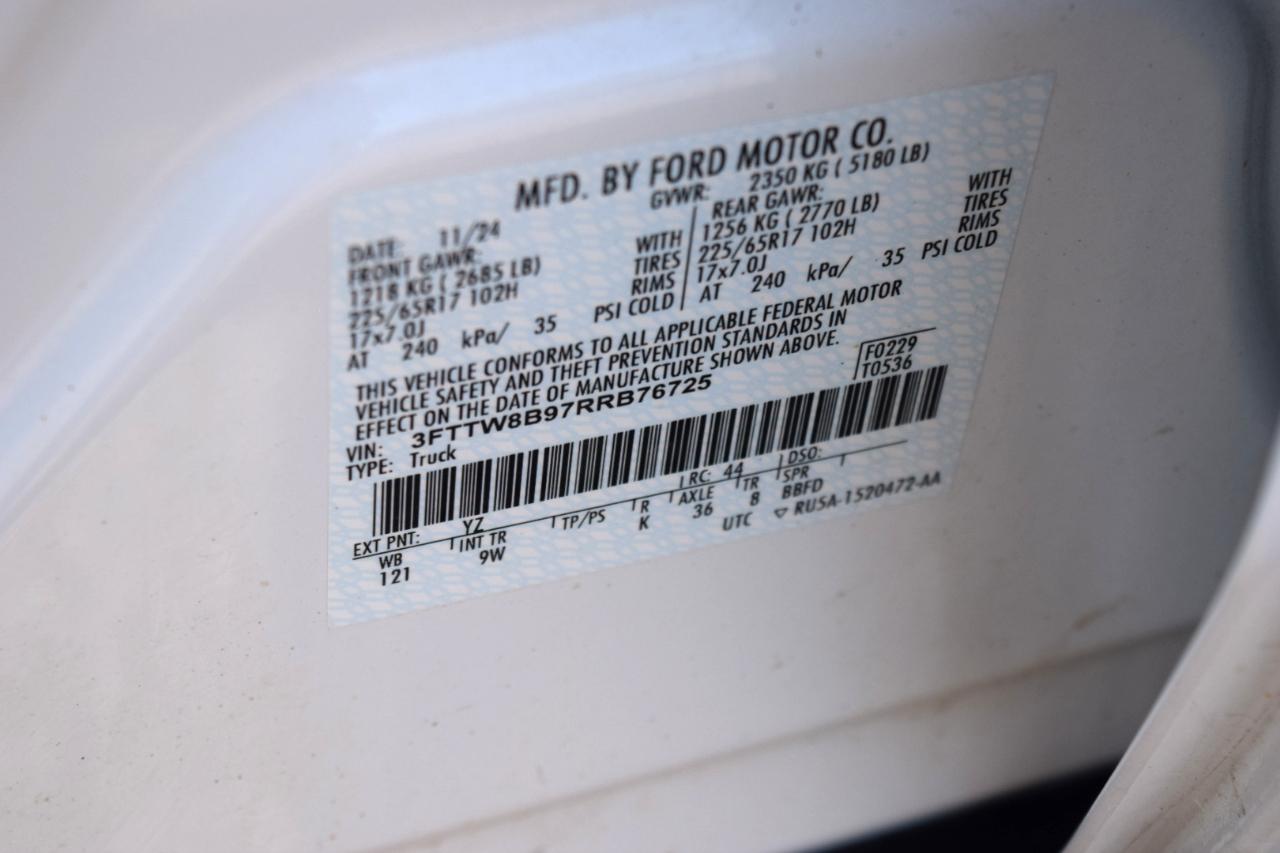 MFD. BY FORD MOTOR CO.
DATE: 11/24 GVWR: 2350 KG ( 5180 LB)
FRONT GAWR: REAR GAWR:
1218 KG ( 2685 LB) WITH 1256 KG ( 2770 LB) WITH
225/65R17 102H TIRES 225/65R17 102H TIRES
17x7.0J RIMS 17x7.0J RIMS
AT 240 kPa/ 35 PSI COLD AT 240 kPa/ 35 PSI COLD
THIS VEHICLE CONFORMS TO ALL APPLICABLE FEDERAL MOTOR
VEHICLE SAFETY AND THEFT PREVENTION STANDARDS IN
EFFECT ON THE DATE OF MANUFACTURE SHOWN ABOVE.
VIN: 3FTTW8B97RRB76725 F0229
TYPE: Truck T0536
EXT PNT: YZ RC: 44 DSO:
WB INT TR TP/PS R AXLE TR SPR
121 9W K 36 8 BBFD
UTC ▽ RUSA-1520472-AA